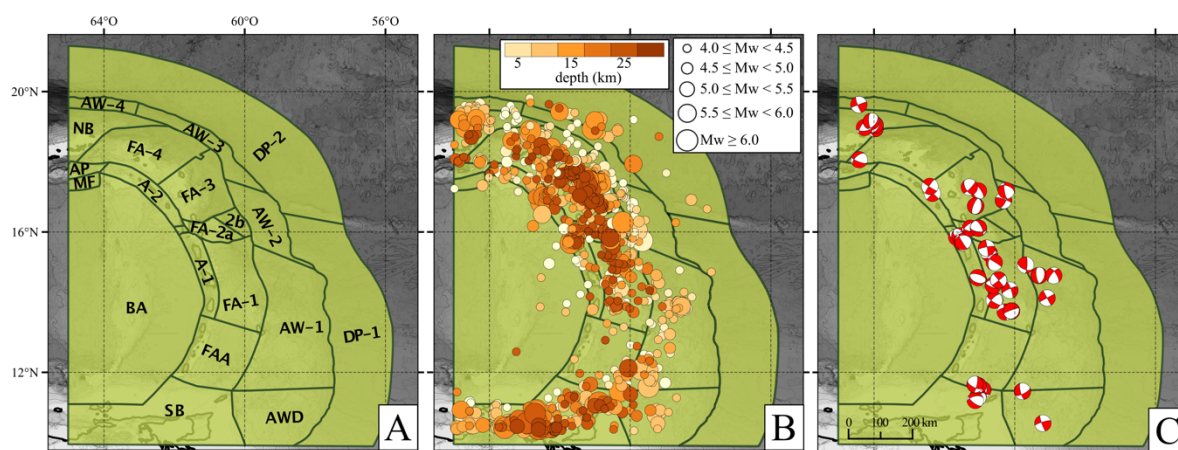 64°O
60°O
56°O
20°N
16°N
12°N
AW-4
NB
AP
MF
FA-4
AW-3
DP-2
A-2
FA-3
2b
FA-2a
AW-2
A-1
BA
FA-1
AW-1
DP-1
FAA
SB
AWD
A
5 15 25
depth (km)
4.0 ≤ Mw < 4.5
4.5 ≤ Mw < 5.0
5.0 ≤ Mw < 5.5
5.5 ≤ Mw < 6.0
Mw ≥ 6.0
B
0 100 200 km
C